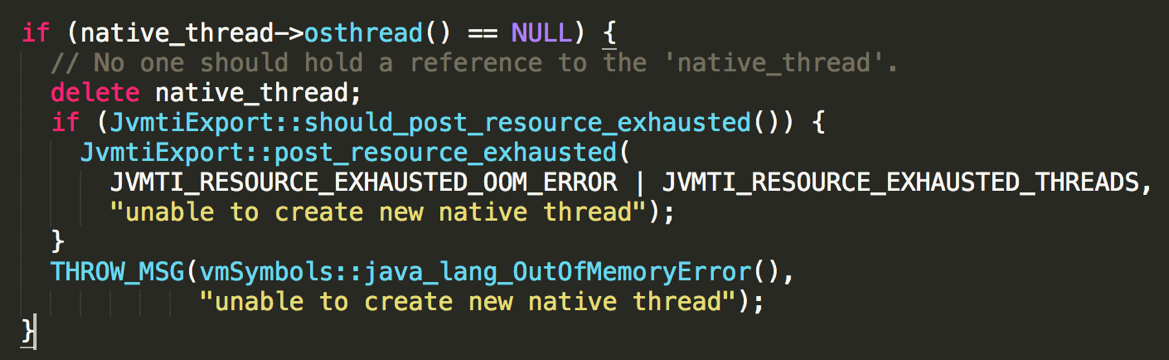 if (native_thread->osthread() == NULL) {
// No one should hold a reference to the 'native_thread'.
delete native_thread;
if (JvmtiExport::should_post_resource_exhausted()) {
JvmtiExport::post_resource_exhausted(
JVMTI_RESOURCE_EXHAUSTED_OOM_ERROR | JVMTI_RESOURCE_EXHAUSTED_THREADS,
"unable to create new native thread");
}
THROW_MSG(vmSymbols::java_lang_OutOfMemoryError(),
"unable to create new native thread");
}